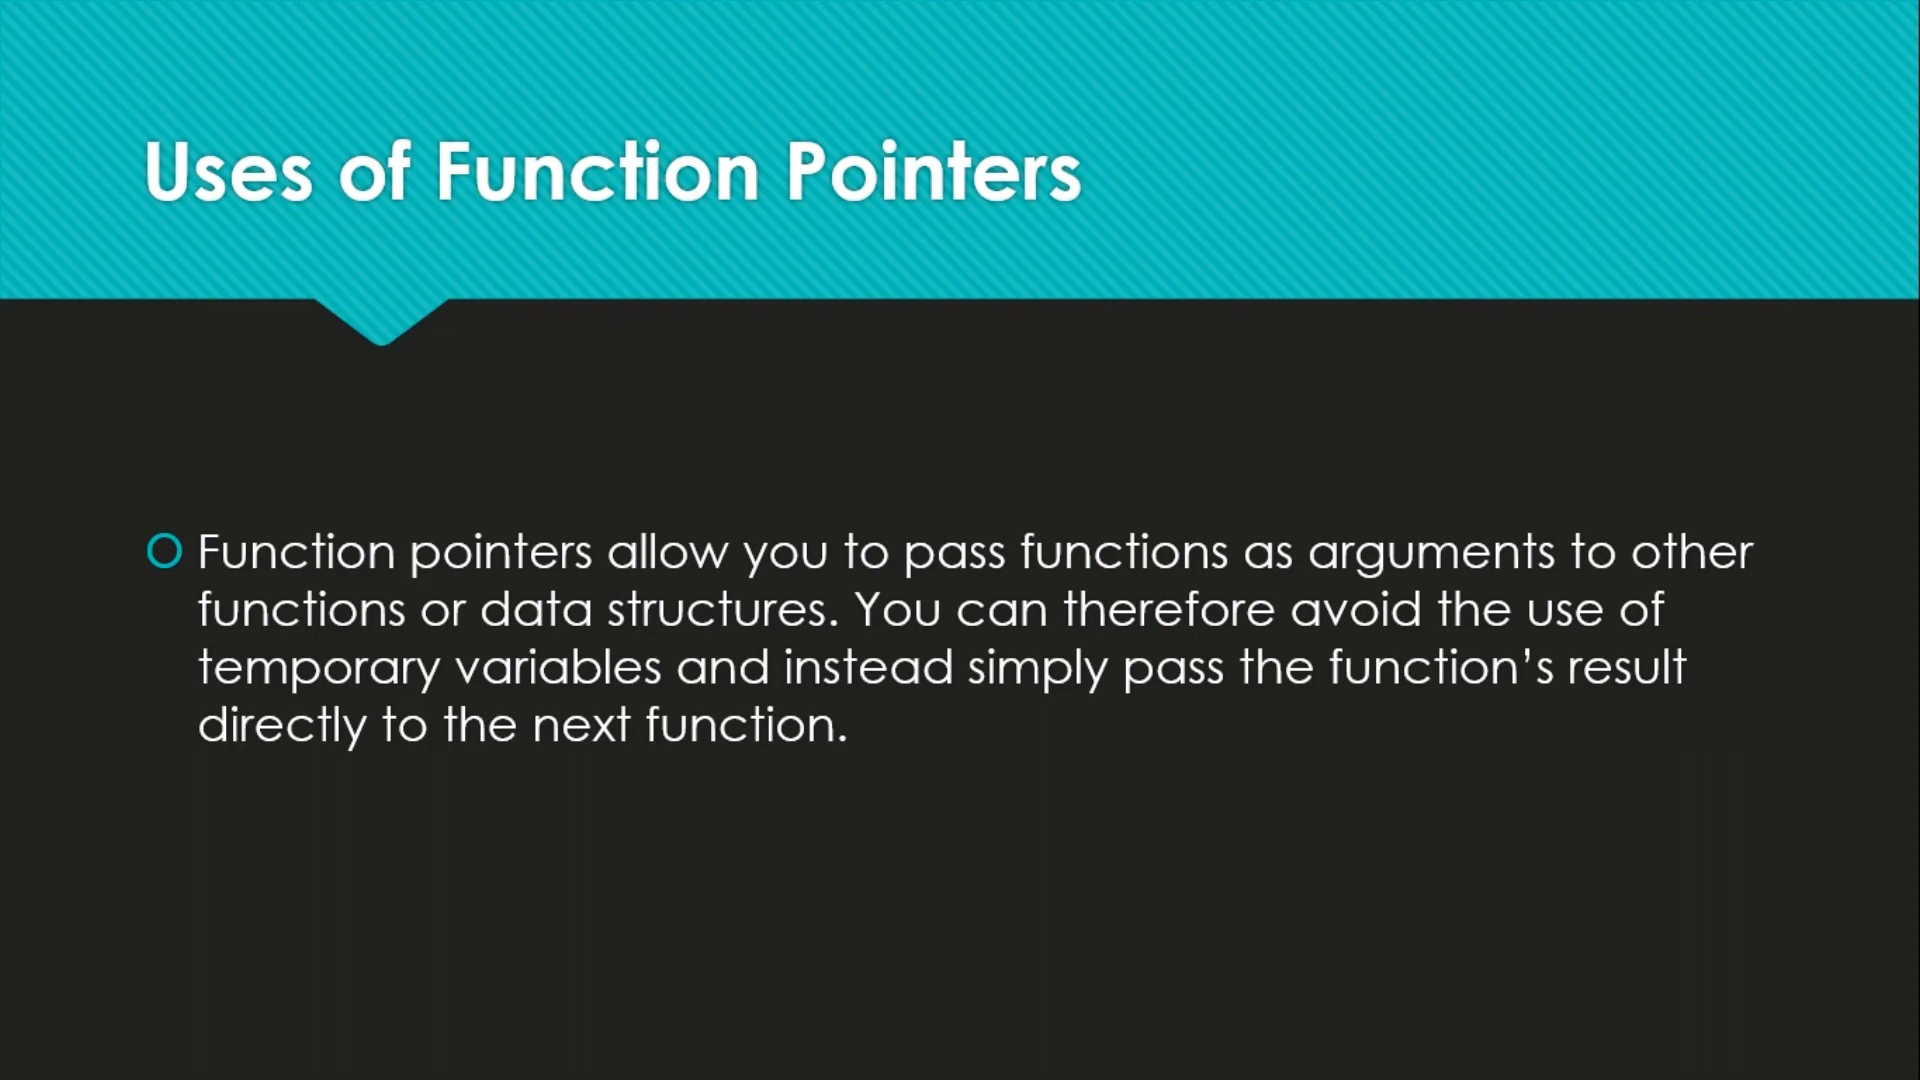 Uses of Function Pointers
Function pointers allow you to pass functions as arguments to other
functions or data structures. You can therefore avoid the use of
temporary variables and instead simply pass the function’s result
directly to the next function.